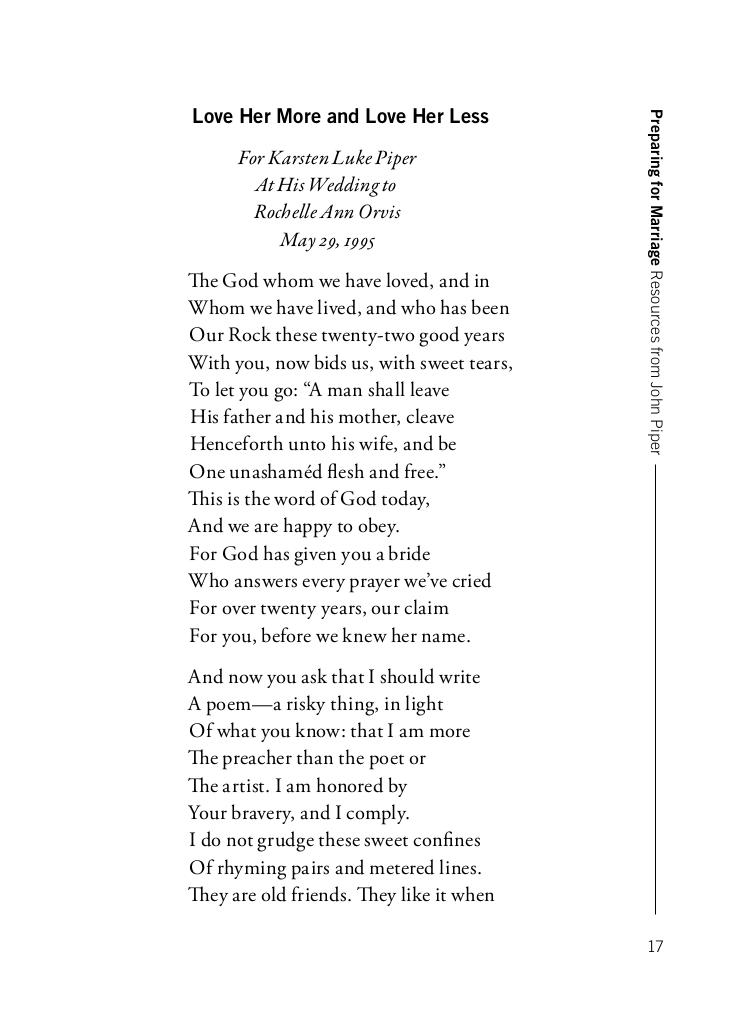 Love Her More and Love Her Less
For Karsten Luke Piper
At His Wedding to
Rochelle Ann Orvis
May 29, 1995
The God whom we have loved, and in
Whom we have lived, and who has been
Our Rock these twenty-two good years
With you, now bids us, with sweet tears,
To let you go: “A man shall leave
His father and his mother, cleave
Henceforth unto his wife, and be
One unashaméd flesh and free.”
This is the word of God today,
And we are happy to obey.
For God has given you a bride
Who answers every prayer we’ve cried
For over twenty years, our claim
For you, before we knew her name.
And now you ask that I should write
A poem—a risky thing, in light
Of what you know: that I am more
The preacher than the poet or
The artist. I am honored by
Your bravery, and I comply.
I do not grudge these sweet confines
Of rhyming pairs and metered lines.
They are old friends. They like it when
Preparing for Marriage Resources from John Piper
17